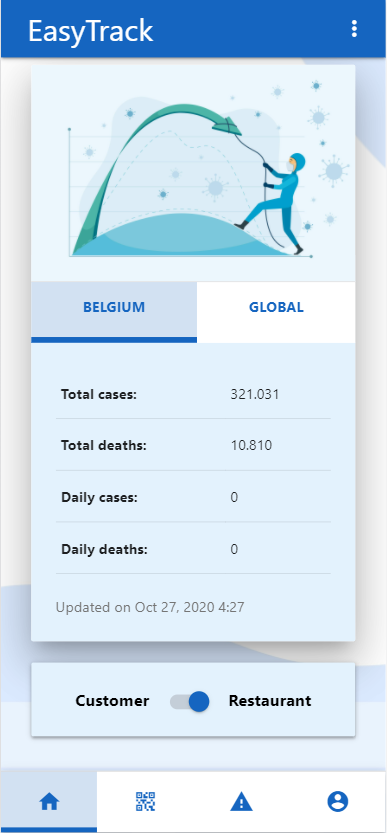 EasyTrack
BELGIUM GLOBAL
Total cases: 321.031
Total deaths: 10.810
Daily cases: 0
Daily deaths: 0
Updated on Oct 27, 2020 4:27
Customer Restaurant